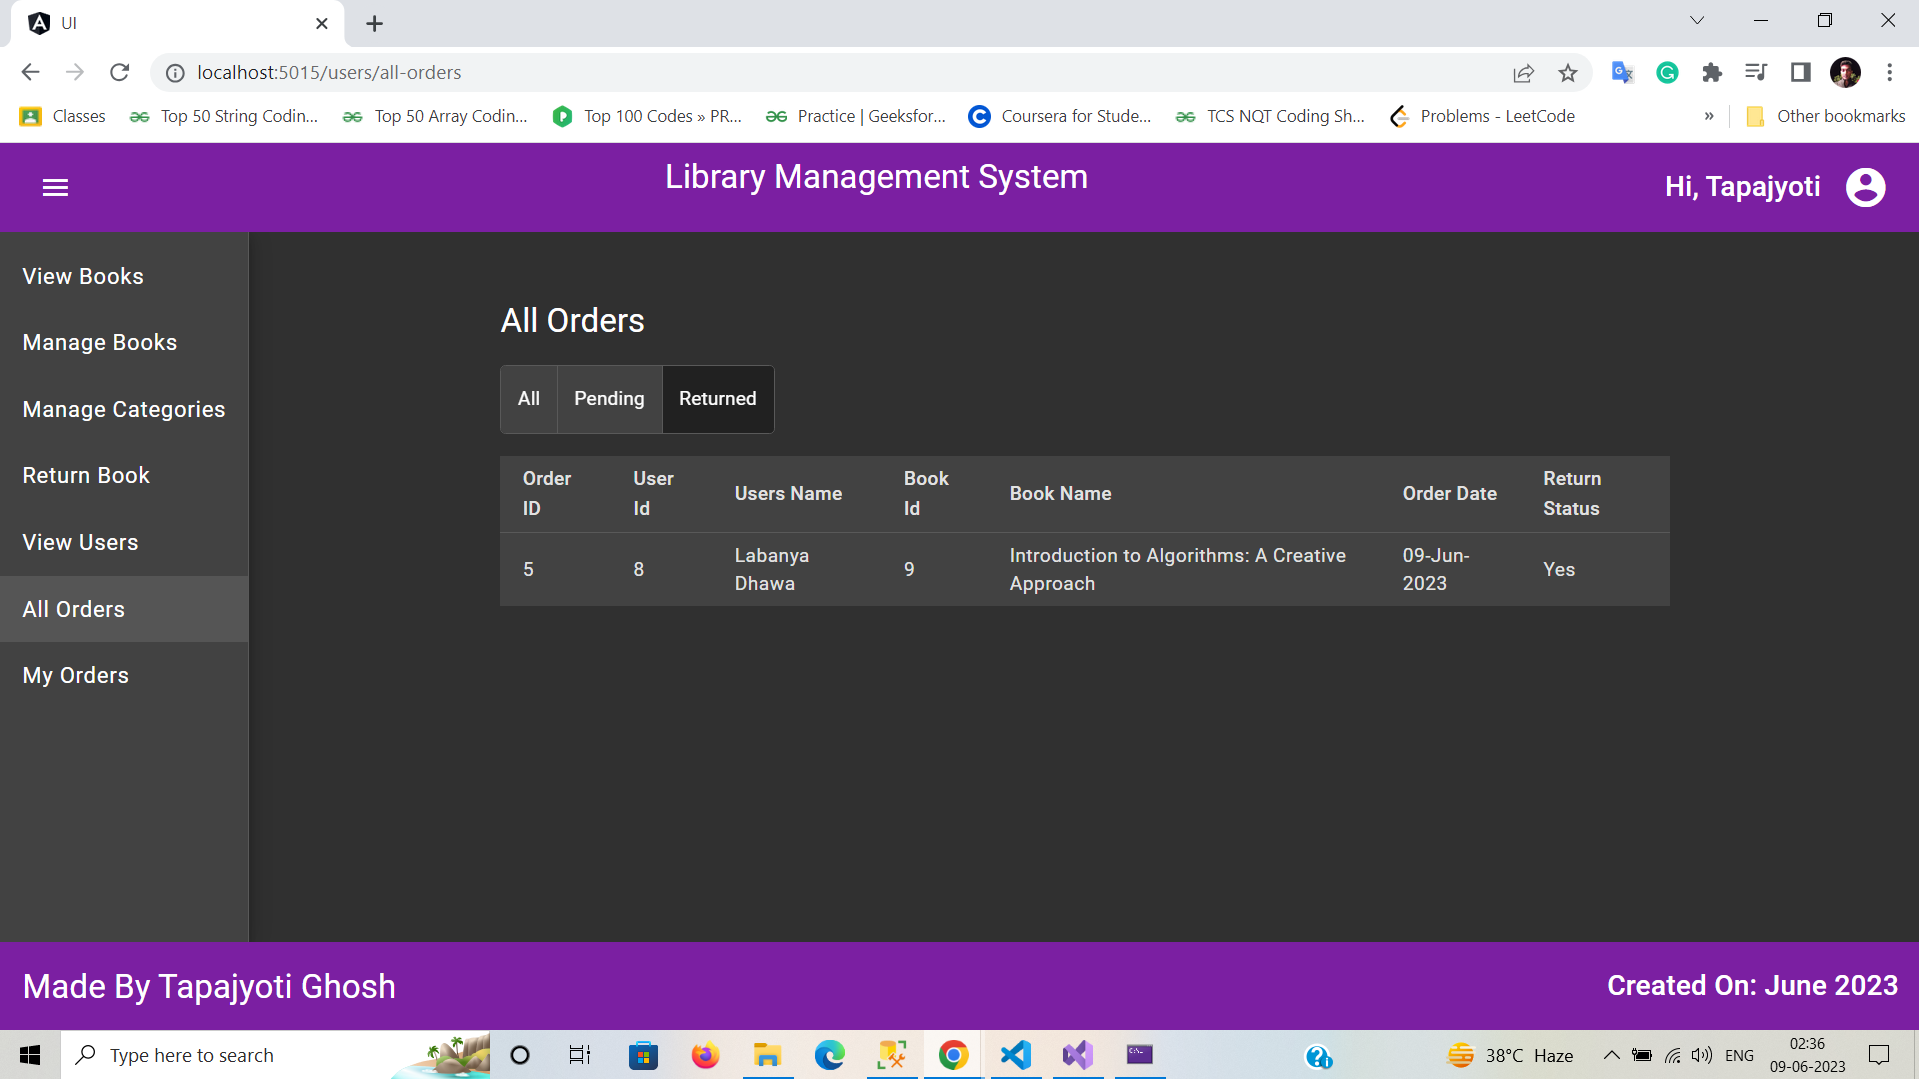 UI
localhost:5015/users/all-orders
Classes
Top 50 String Codin...
Top 50 Array Codin...
Top 100 Codes » PR...
Practice | Geeksfor...
Coursera for Stude...
TCS NQT Coding Sh...
Problems - LeetCode
»
Other bookmarks
Library Management System
Hi, Tapajyoti
View Books
Manage Books
Manage Categories
Return Book
View Users
All Orders
My Orders
All Orders
All Pending Returned
Order ID
User Id
Users Name
Book Id
Book Name
Order Date
Return Status
5
8
Labanya
Dhawa
9
Introduction to Algorithms: A Creative
Approach
09-Jun-
2023
Yes
Made By Tapajyoti Ghosh
Created On: June 2023
Type here to search
38°C Haze
ENG
02:36
09-06-2023